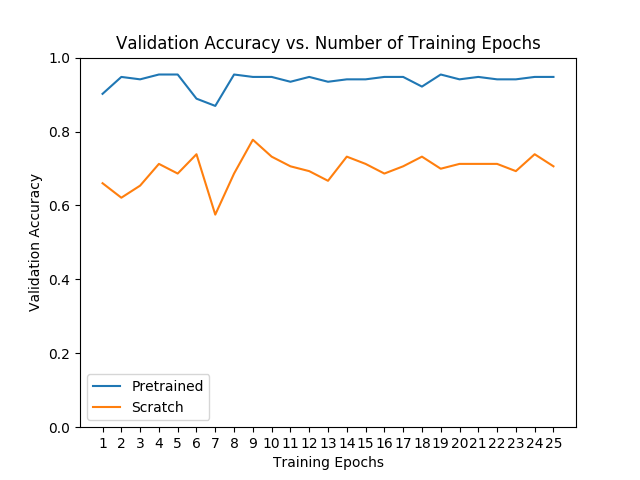 Validation Accuracy vs. Number of Training Epochs
1.0
0.8
0.6
0.4
0.2
0.0
Validation Accuracy
Pretrained
Scratch
1 2 3 4 5 6 7 8 9 10 11 12 13 14 15 16 17 18 19 20 21 22 23 24 25
Training Epochs